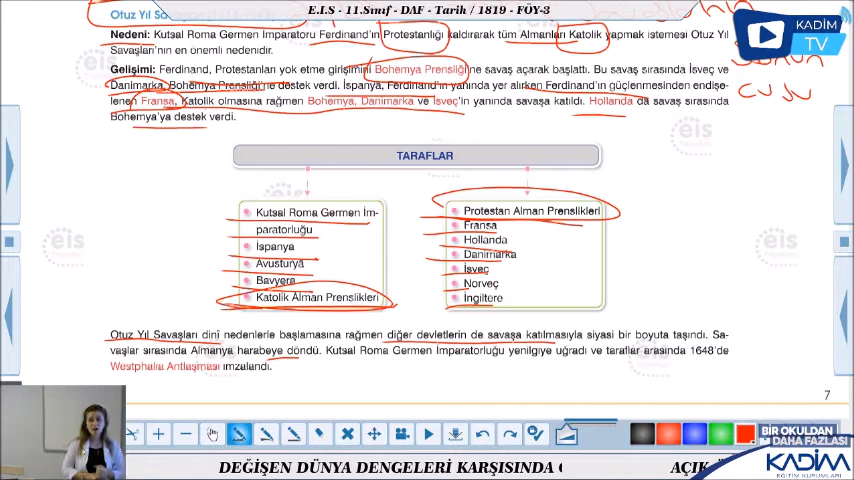 E.I.S - 11.Sınıf - DAF - Tarih / 1819 - FÖY-3
Otuz Yıl
Nedeni: Kutsal Roma Germen İmparatoru Ferdinand'ın Protestanlığı kaldırarak tüm Almanları Katolik yapmak istemesi Otuz Yıl
Savaşları'nın en önemli nedenidir.
Gelişimi: Ferdinand, Protestanları yok etme girişimini Bohemya Prensliği'ne savaş açarak başlattı. Bu savaş sırasında İsveç ve
Danimarka, Bohemya Prensliği'ne destek verdi. İspanya, Ferdinand'ın yanında yer alırken Ferdinand'ın güçlenmesinden endişe-
lenen Fransa, Katolik olmasına rağmen Bohemya, Danimarka ve İsveç'in yanında savaşa katıldı. Hollanda da savaş sırasında
Bohemya'ya destek verdi.
TARAFLAR
Kutsal Roma Germen İm-
paratorluğu
İspanya
Avusturya
Bavyera
Katolik Alman Prenslikleri
Protestan Alman Prenslikleri
Fransa
Hollanda
Danimarka
İsveç
Norveç
İngiltere
Otuz Yıl Savaşları dinî nedenlerle başlamasına rağmen diğer devletlerin de savaşa katılmasıyla siyasi bir boyuta taşındı. Sa-
vaşlar sırasında Almanya harabeye döndü. Kutsal Roma Germen İmparatorluğu yenilgiye uğradı ve taraflar arasında 1648'de
Westphalia Antlaşması imzalandı.
7
KADİM
TV
eis
eis
eis
eis
BİR OKULDAN
DAHA FAZLASI
KADİM
EĞİTİM KURUMLARI
DEĞİŞEN DÜNYA DENGELERİ KARŞISINDA
AÇIK